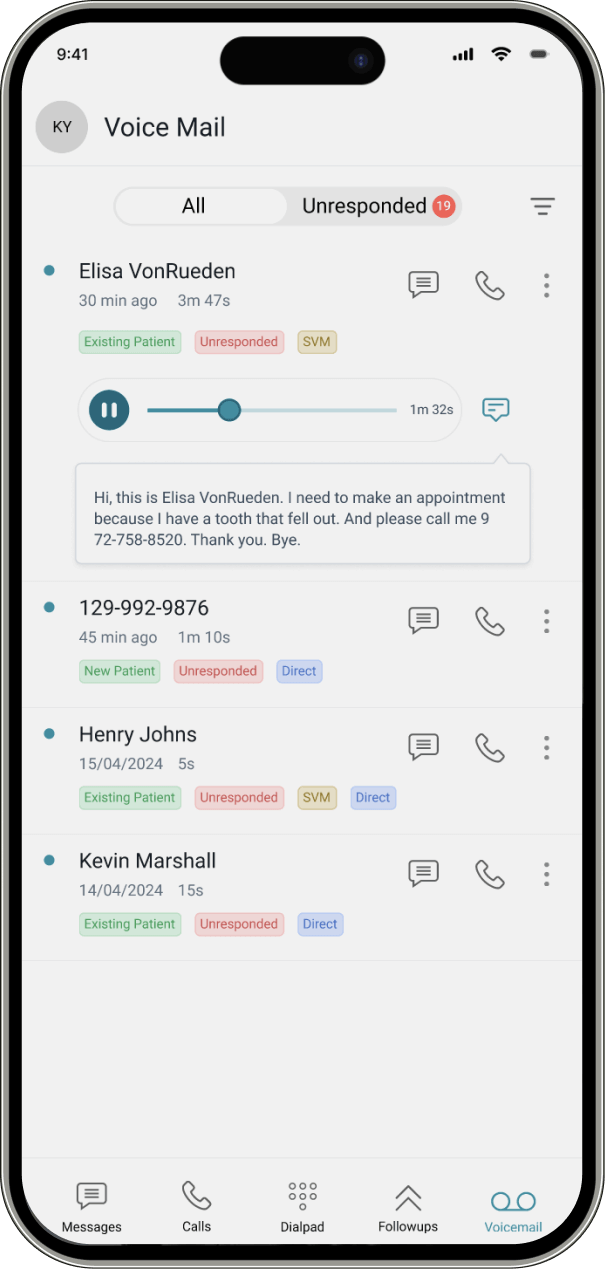 9:41
KY
Voice Mail
All
Unresponded 19
Elisa VonRueden
30 min ago 3m 47s
Existing Patient Unresponded SVM
1m 32s
Hi, this is Elisa VonRueden. I need to make an appointment
because I have a tooth that fell out. And please call me 9
72-758-8520. Thank you. Bye.
129-992-9876
45 min ago 1m 10s
New Patient Unresponded Direct
Henry Johns
15/04/2024 5s
Existing Patient Unresponded SVM Direct
Kevin Marshall
14/04/2024 15s
Existing Patient Unresponded Direct
Messages Calls Dialpad Followups Voicemail